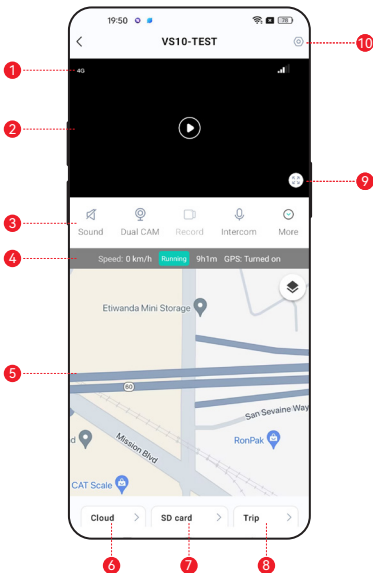 19:50
VS10-TEST
10
1
4G
2
9
3
Sound Dual CAM Record Intercom More
4
Speed: 0 km/h Running 9h1m GPS: Turned on
Etiwanda Mini Storage
5
60
San Sevaine Way
d
Mission Blvd
RonPak
CAT Scale
Cloud SD card Trip
6 7 8